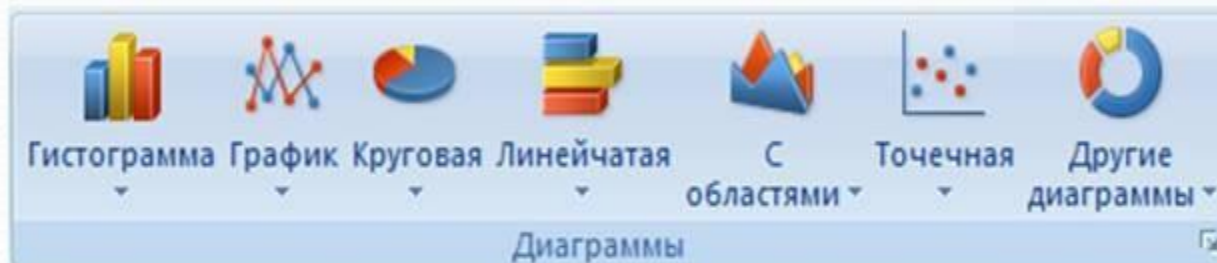 Гистограмма График Круговая Линейчатая С Точечная Другие
областями диаграммы
Диаграммы